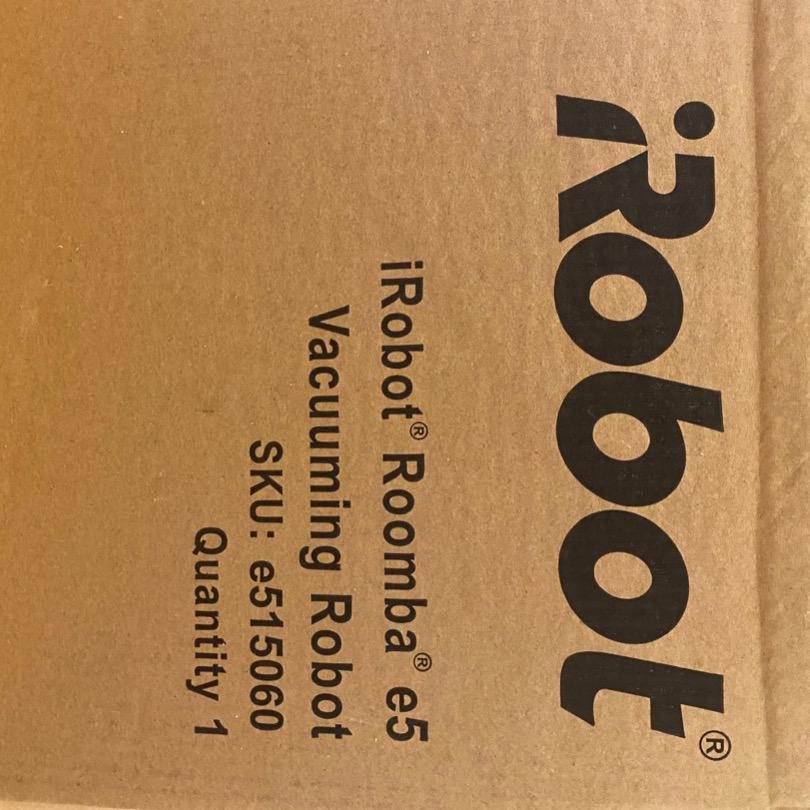 iRobot®
iRobot® Roomba® e5
Vacuuming Robot
SKU: e515060
Quantity 1